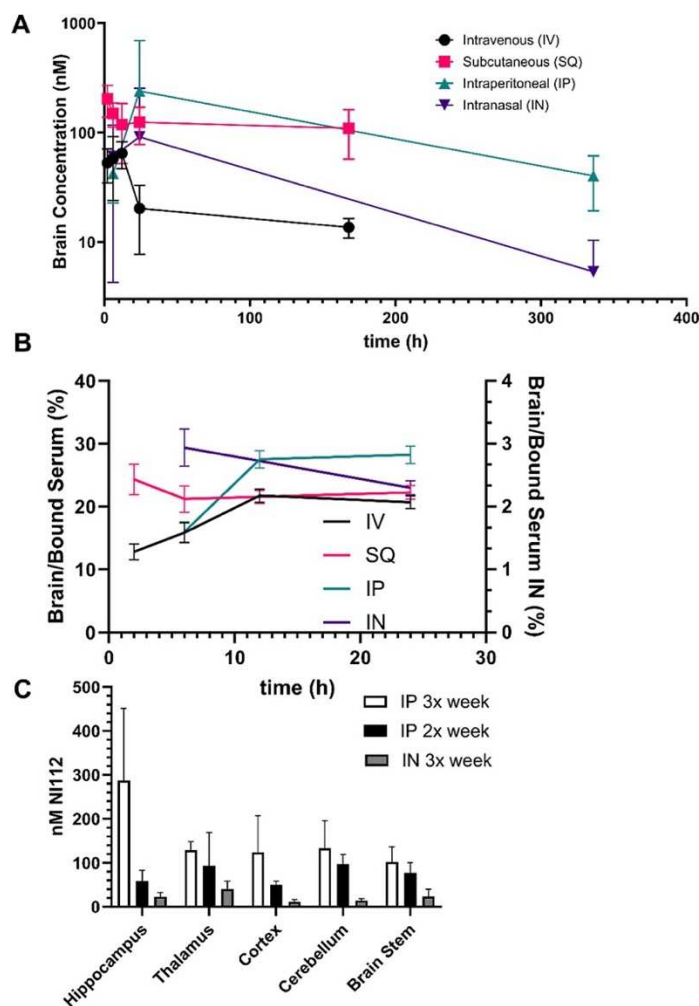 A
Brain Concentration (nM)
1000
100
10
0 100 200 300 400
time (h)
Intravenous (IV)
Subcutaneous (SQ)
Intraperitoneal (IP)
Intranasal (IN)
B
Brain/Bound Serum (%)
40
30
20
10
0
0 10 20 30
time (h)
4
3
2
1
0
Brain/Bound Serum IN (%)
IV
SQ
IP
IN
C
nM NI112
500
400
300
200
100
0
Hippocampus
Thalamus
Cortex
Cerebellum
Brain Stem
IP 3x week
IP 2x week
IN 3x week